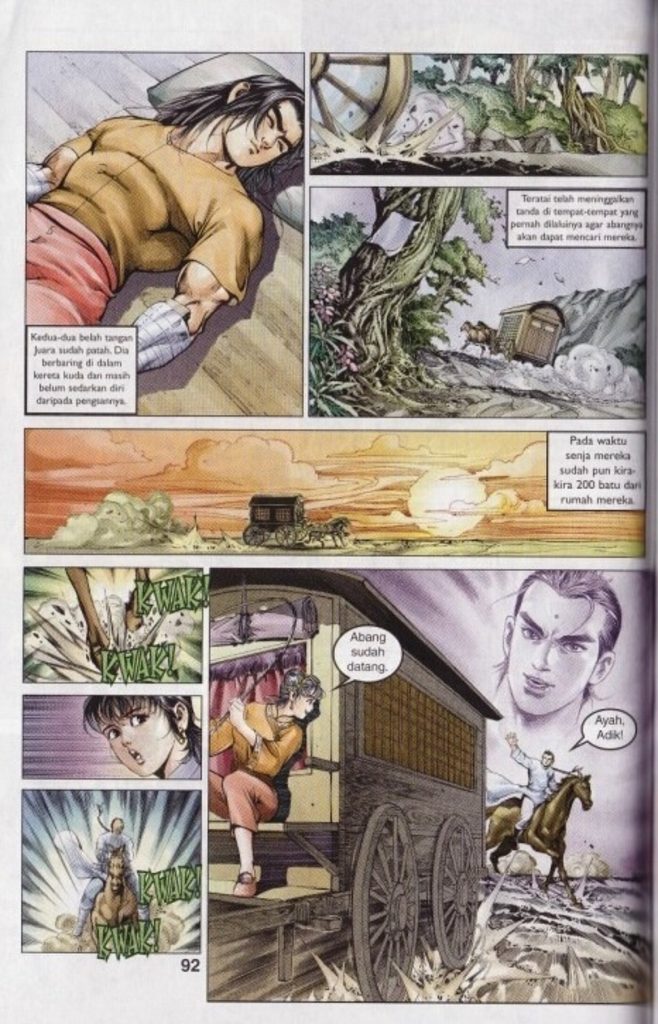 Kedua-dua belah tangan
Juara sudah patah. Dia
berbaring di dalam
kereta kuda dan masih
belum sedarkan diri
daripada pengsannya.
Teratai telah meninggalkan
tanda di tempat-tempat yang
pernah dilaluinya agar abangnya
akan dapat mencari mereka.
Pada waktu
senja mereka
sudah pun kira-
kira 200 batu dari
rumah mereka.
KWAK!
KWAK!
KWAK!
KWAK!
Abang
sudah
datang.
Ayah,
Adik!
92